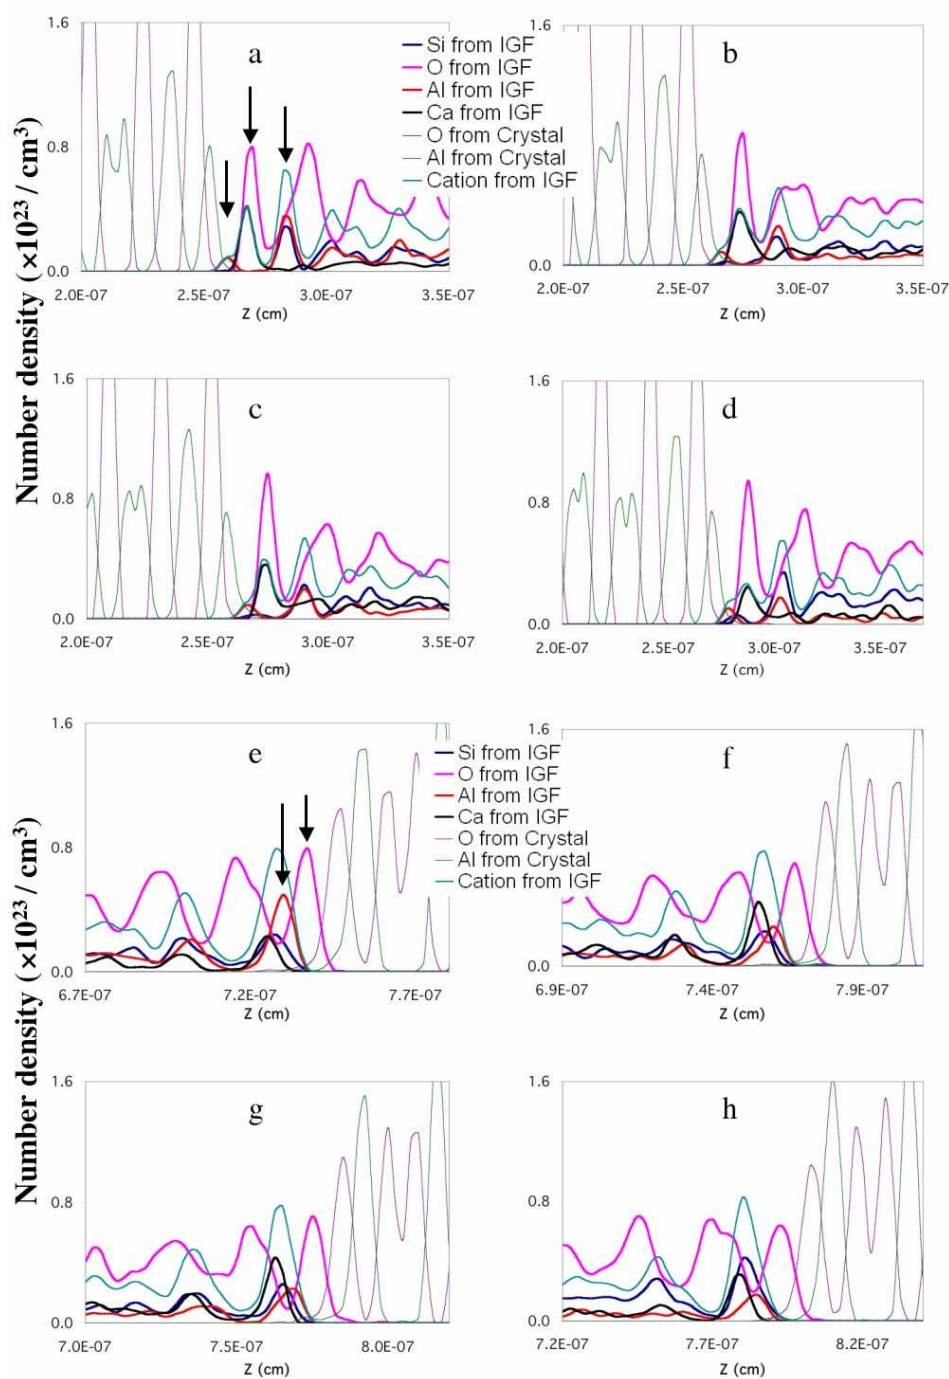 Number density (×10²³ / cm³)
1.6
0.8
0.0
a
Si from IGF
O from IGF
Al from IGF
Ca from IGF
O from Crystal
Al from Crystal
Cation from IGF
2.0E-07 2.5E-07 3.0E-07 3.5E-07
Z (cm)
1.6
0.8
0.0
b
2.0E-07 2.5E-07 3.0E-07 3.5E-07
Z (cm)
1.6
0.8
0.0
c
2.0E-07 2.5E-07 3.0E-07 3.5E-07
Z (cm)
1.6
0.8
0.0
d
2.0E-07 2.5E-07 3.0E-07 3.5E-07
Z (cm)
Number density (×10²³ / cm³)
1.6
0.8
0.0
e
Si from IGF
O from IGF
Al from IGF
Ca from IGF
O from Crystal
Al from Crystal
Cation from IGF
6.7E-07 7.2E-07 7.7E-07
Z (cm)
1.6
0.8
0.0
f
6.9E-07 7.4E-07 7.9E-07
Z (cm)
1.6
0.8
0.0
g
7.0E-07 7.5E-07 8.0E-07
Z (cm)
1.6
0.8
0.0
h
7.2E-07 7.7E-07 8.2E-07
Z (cm)